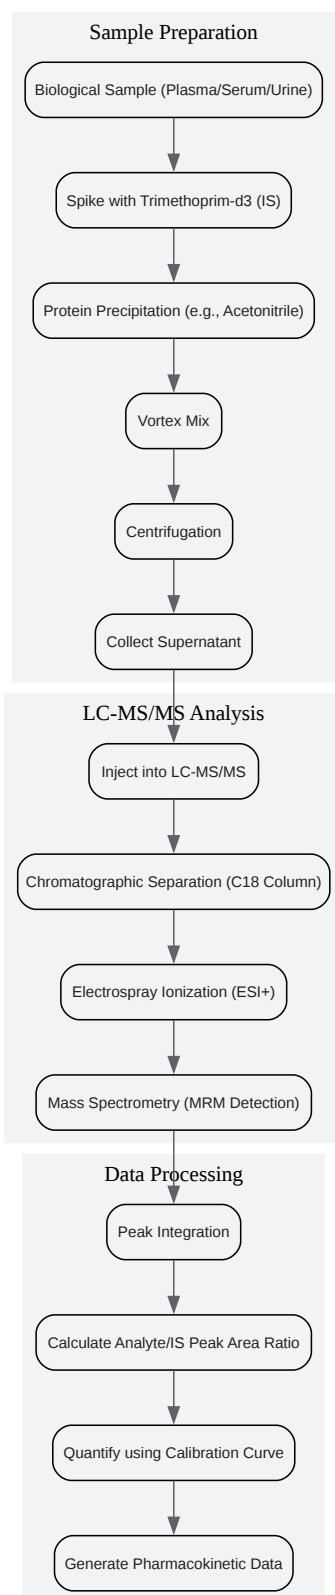 Sample Preparation
Biological Sample (Plasma/Serum/Urine)
Spike with Trimethoprim-d3 (IS)
Protein Precipitation (e.g., Acetonitrile)
Vortex Mix
Centrifugation
Collect Supernatant
LC-MS/MS Analysis
Inject into LC-MS/MS
Chromatographic Separation (C18 Column)
Electrospray Ionization (ESI+)
Mass Spectrometry (MRM Detection)
Data Processing
Peak Integration
Calculate Analyte/IS Peak Area Ratio
Quantify using Calibration Curve
Generate Pharmacokinetic Data